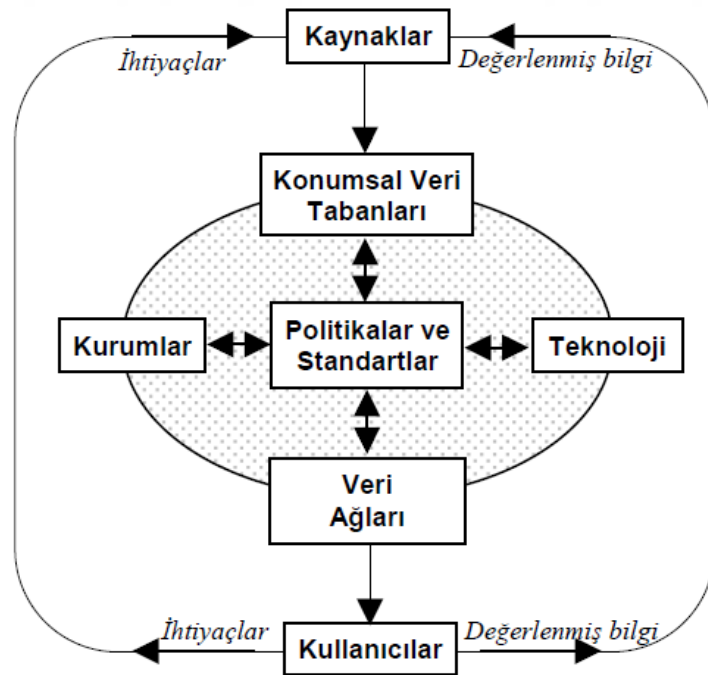 Kaynaklar
İhtiyaçlar
Değerlenmiş bilgi
Konumsal Veri
Tabanları
Kurumlar
Politikalar ve
Standartlar
Teknoloji
Veri
Ağları
İhtiyaçlar
Kullanıcılar
Değerlenmiş bilgi